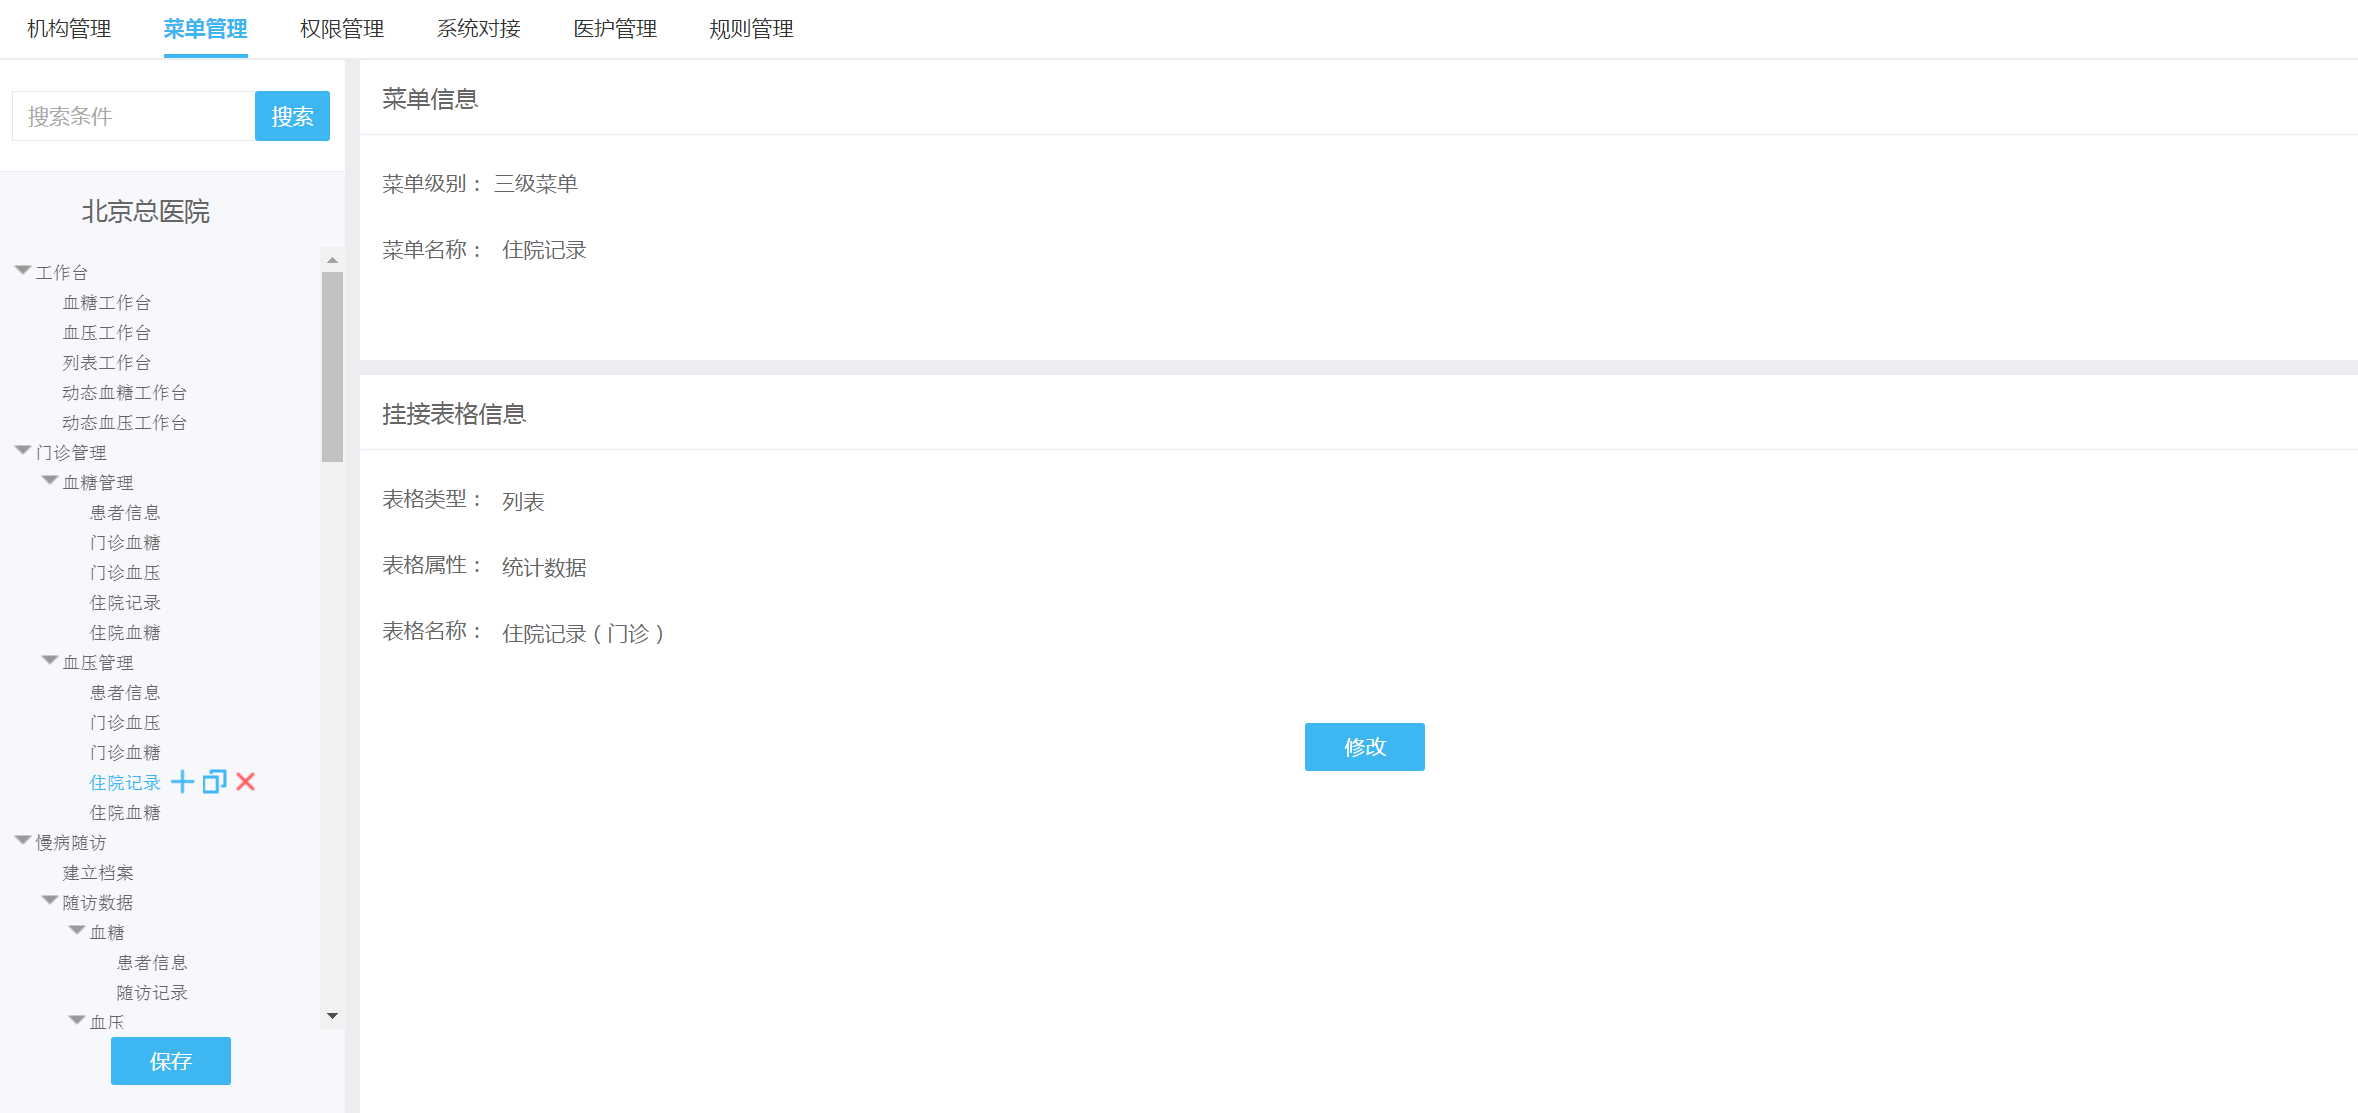 机构管理 菜单管理 权限管理 系统对接 医护管理 规则管理
搜索条件 搜索
北京总医院
工作台
血糖工作台
血压工作台
列表工作台
动态血糖工作台
动态血压工作台
门诊管理
血糖管理
患者信息
门诊血糖
门诊血压
住院记录
住院血糖
血压管理
患者信息
门诊血压
门诊血糖
住院记录
住院血糖
慢病随访
建立档案
随访数据
血糖
患者信息
随访记录
血压
保存
菜单信息
菜单级别： 三级菜单
菜单名称： 住院记录
挂接表格信息
表格类型： 列表
表格属性： 统计数据
表格名称： 住院记录（门诊）
修改